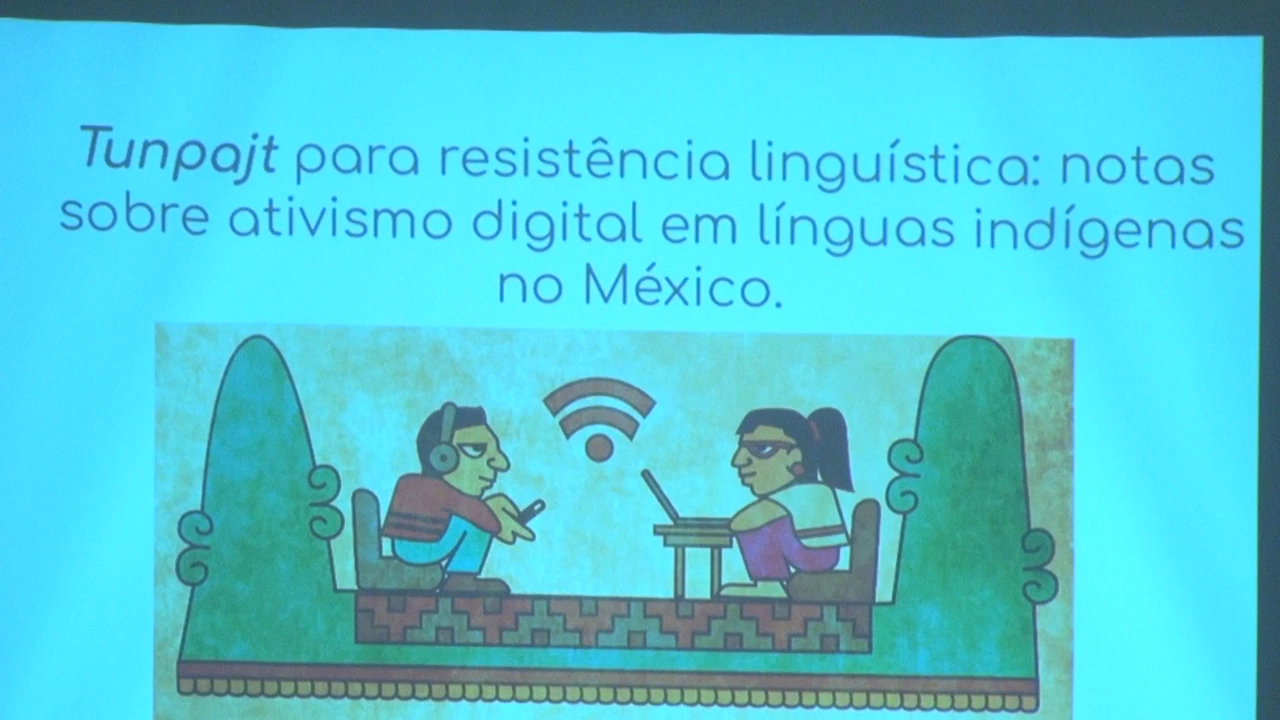 Tunpajt para resistência linguística: notas
sobre ativismo digital em línguas indígenas
no México.